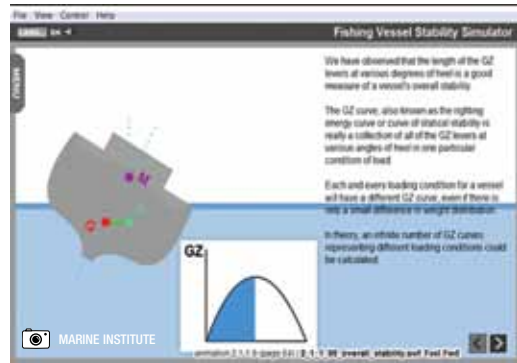 File View Control Help
Fishing Vessel Stability Simulator
MENU
We have observed that the length of the GZ
levers at various degrees of heel is a good
measure of a vessel's overall stability.
The GZ curve, also known as the righting
energy curve or curve of statical stability is
really a collection of all of the GZ levers at
various angles of heel in one particular
condition of load.
Each and every loading condition for a vessel
will have a different GZ curve, even if there is
only a small difference in weight distribution.
In theory, an infinite number of GZ curves
representing different loading conditions could
be calculated.
M
G
GZ
MARINE INSTITUTE